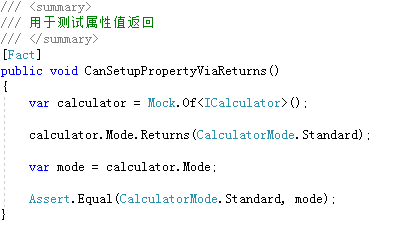 /// <summary>
/// 用于测试属性值返回
/// </summary>
[Fact]
public void CanSetupPropertyViaReturns()
{
var calculator = Mock.Of<ICalculator>();
calculator.Mode.Returns(CalculatorMode.Standard);
var mode = calculator.Mode;
Assert.Equal(CalculatorMode.Standard, mode);
}